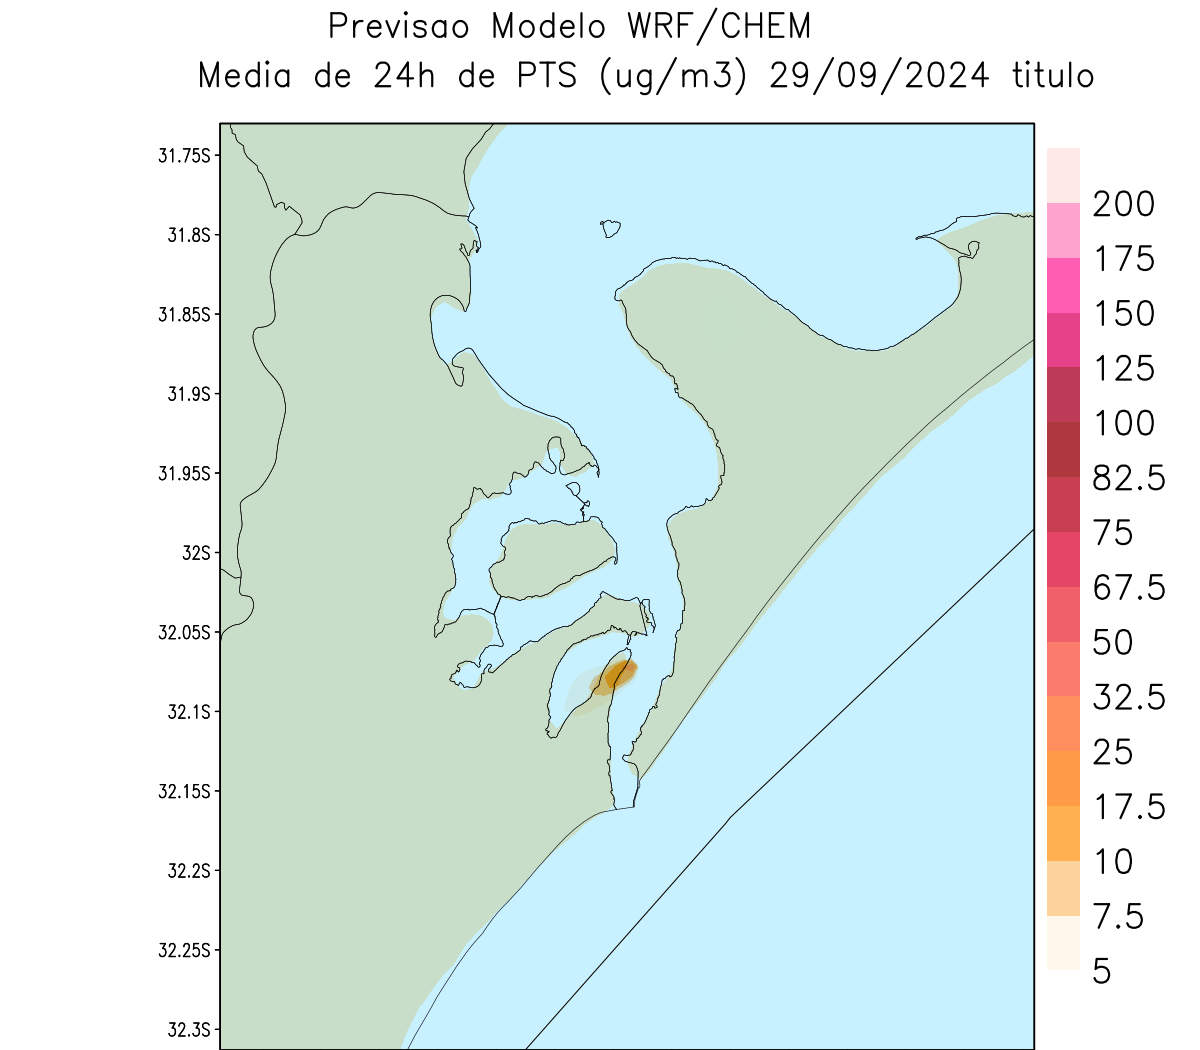 Previsao Modelo WRF/CHEM
Media de 24h de PTS (ug/m3) 29/09/2024 titulo
31.75S
31.8S
31.85S
31.9S
31.95S
32S
32.05S
32.1S
32.15S
32.2S
32.25S
32.3S
200
175
150
125
100
82.5
75
67.5
50
32.5
25
17.5
10
7.5
5